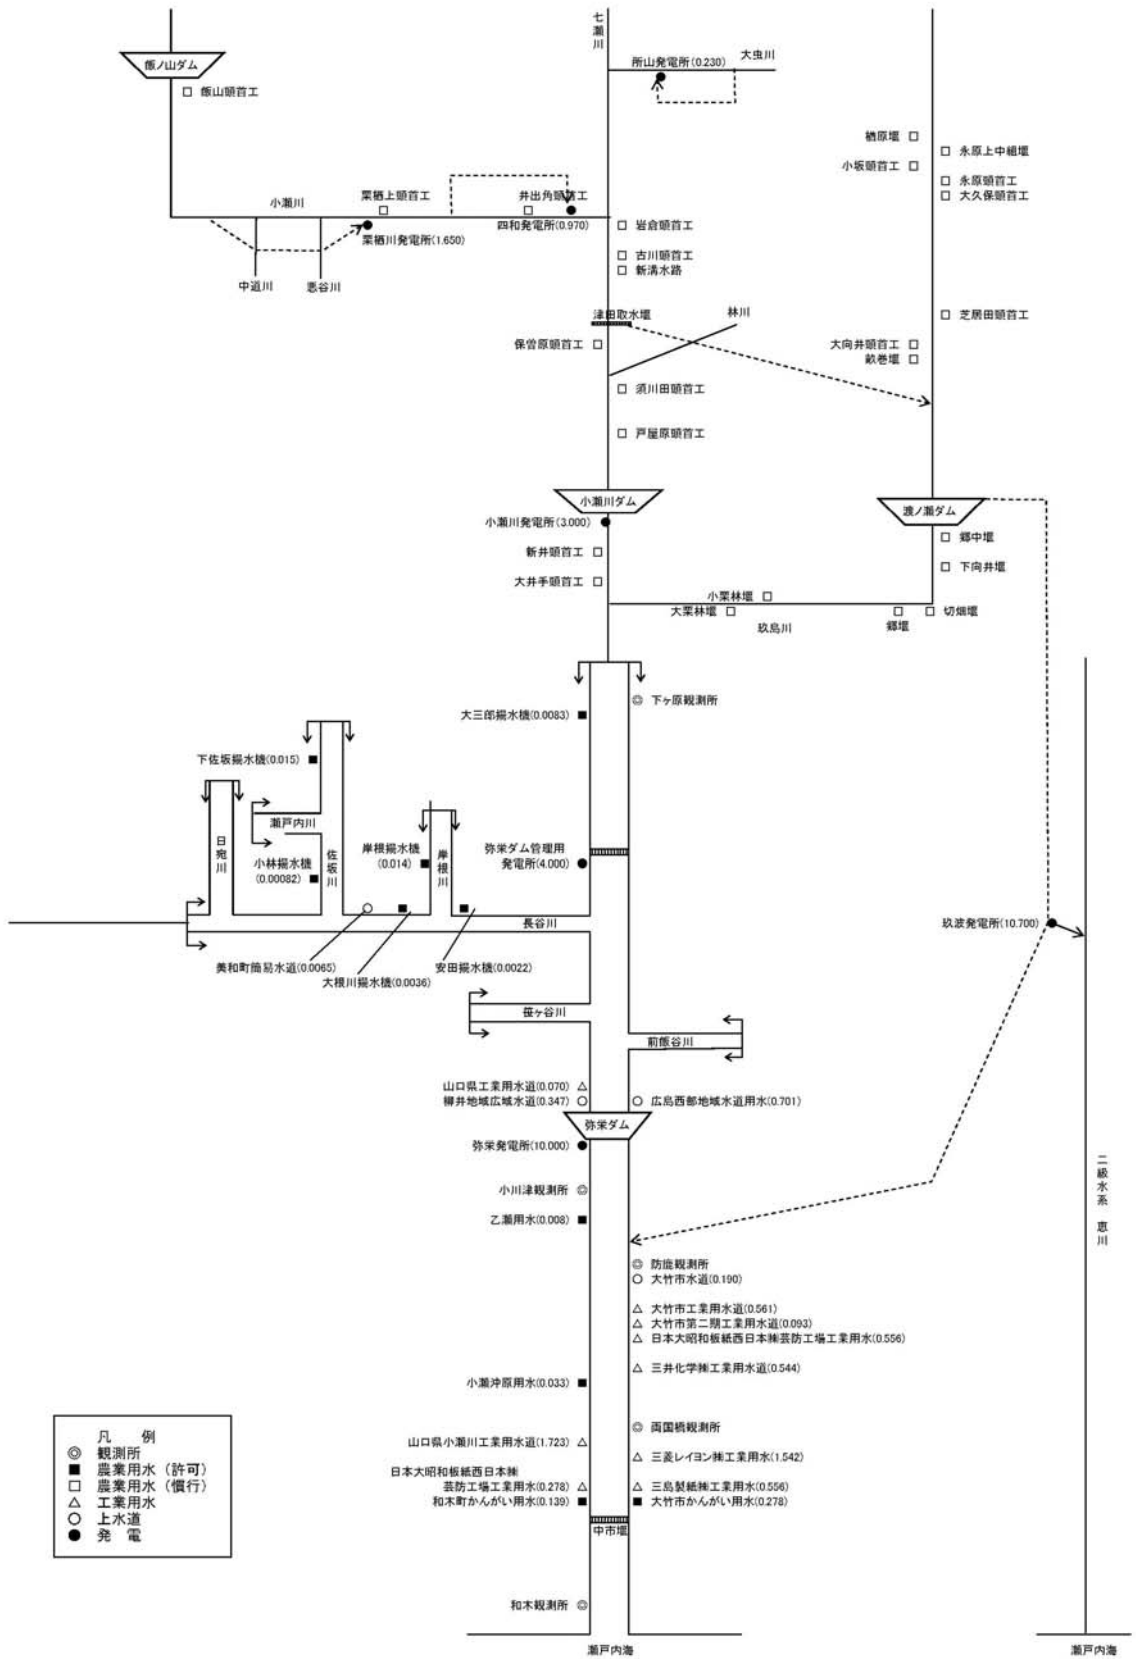 七瀬川
飯ノ山ダム
飯山頭首工
所山発電所(0.230)
大虫川
栖原堰
永原上中組堰
小坂頭首工
永原頭首工
大久保頭首工
小瀬川
栗栖上頭首工
井出角頭首工
四和発電所(0.970)
栗栖川発電所(1.650)
中道川
悪谷川
岩倉頭首工
古川頭首工
新溝水路
津田取水堰
林川
芝居田頭首工
保曽原頭首工
大向井頭首工
畝巻堰
須川田頭首工
戸屋原頭首工
小瀬川ダム
渡ノ瀬ダム
小瀬川発電所(3.000)
郷中堰
新井頭首工
下向井堰
大井手頭首工
小栗林堰
大栗林堰
郷堰
切畑堰
玖島川
下ヶ原観測所
大三郎揚水機(0.0083)
下佐坂揚水機(0.015)
瀬戸内川
日宛川
佐坂川
小林揚水機
(0.00082)
岸根揚水機
(0.014)
岸根川
弥栄ダム管理用
発電所(4.000)
長谷川
玖波発電所(10.700)
美和町簡易水道(0.0065)
大根川揚水機(0.0036)
安田揚水機(0.0022)
笹ヶ谷川
前飯谷川
山口県工業用水道(0.070)
柳井地域広域水道(0.347)
広島西部地域水道用水(0.701)
弥栄ダム
弥栄発電所(10.000)
小川津観測所
乙瀬用水(0.008)
二級水系 恵川
防鹿観測所
大竹市水道(0.190)
大竹市工業用水道(0.561)
大竹市第二期工業用水道(0.093)
日本大昭和板紙西日本㈱芸防工場工業用水(0.556)
三井化学㈱工業用水道(0.544)
小瀬沖原用水(0.033)
両国橋観測所
山口県小瀬川工業用水道(1.723)
三菱レイヨン㈱工業用水(1.542)
日本大昭和板紙西日本㈱
芸防工場工業用水(0.278)
三島製紙㈱工業用水(0.556)
和木町かんがい用水(0.139)
大竹市かんがい用水(0.278)
中市堰
和木観測所
瀬戸内海
瀬戸内海
凡 例
観測所
農業用水（許可）
農業用水（慣行）
工業用水
上水道
発 電